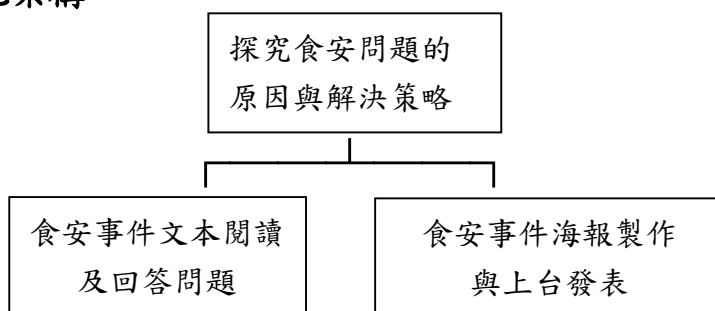 探究食安問題的
原因與解決策略
食安事件文本閱讀
及回答問題
食安事件海報製作
與上台發表